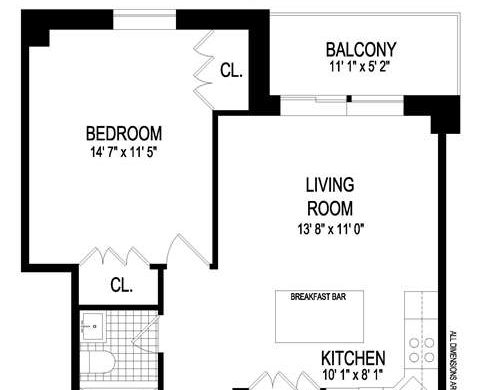 BALCONY
11' 1" x 5' 2"
CL.
BEDROOM
14' 7" x 11' 5"
LIVING
ROOM
13' 8" x 11' 0"
CL.
BREAKFAST BAR
KITCHEN
10' 1" x 8' 1"
ALL DIMENSIONS AR